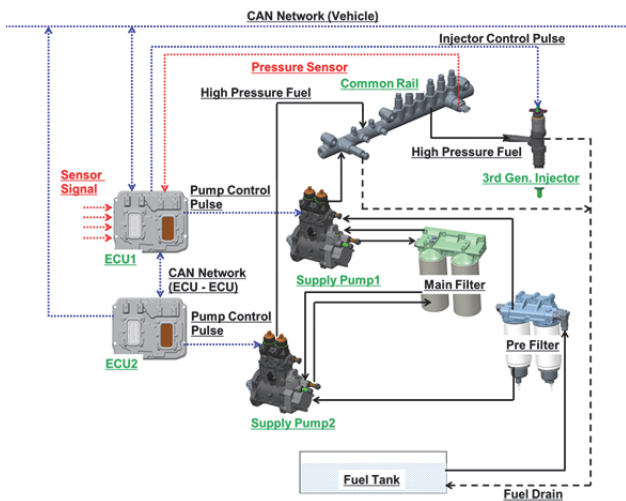 CAN Network (Vehicle)
Injector Control Pulse
Pressure Sensor
Common Rail
High Pressure Fuel
High Pressure Fuel
3rd Gen. Injector
Sensor
Signal
Pump Control
Pulse
ECU1
Supply Pump1
CAN Network
(ECU - ECU)
Main Filter
Pump Control
Pulse
Pre Filter
ECU2
Supply Pump2
Fuel Tank
Fuel Drain